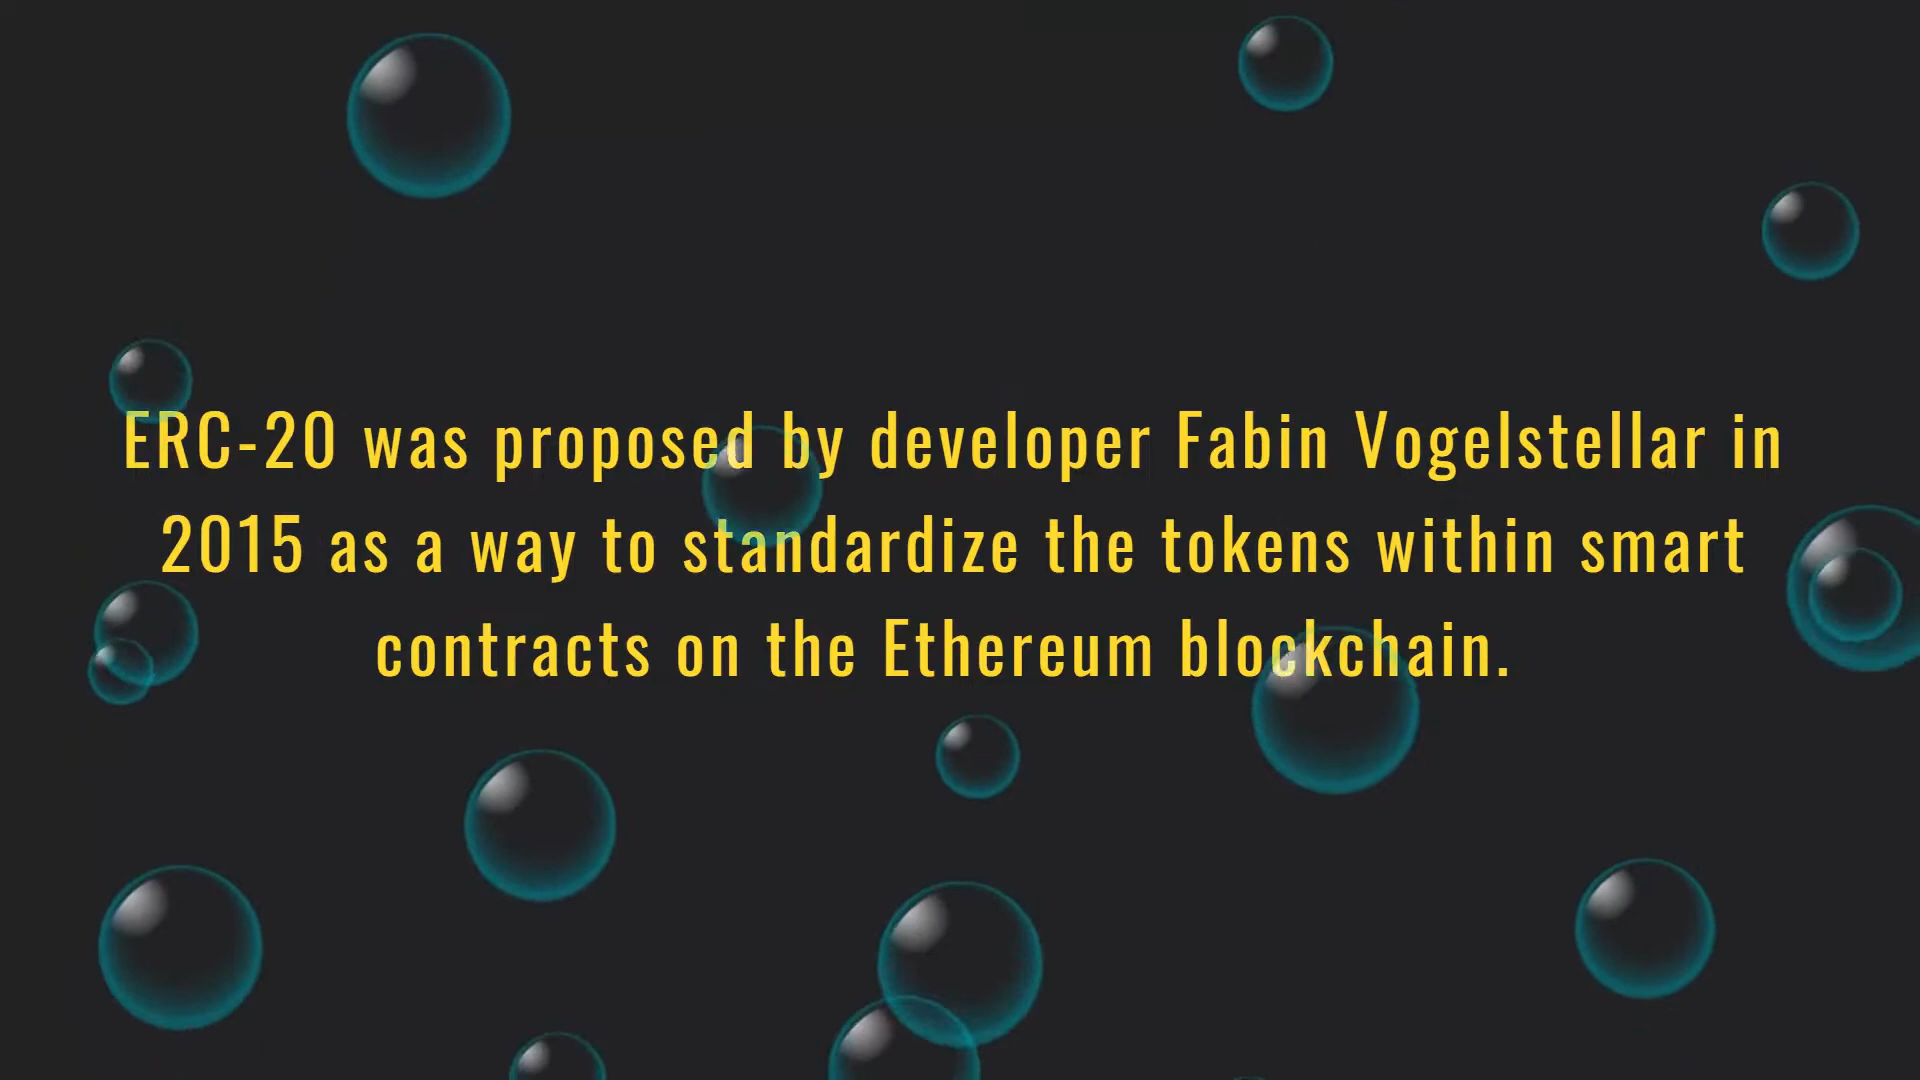 ERC-20 was proposed by developer Fabin Vogelstellar in
2015 as a way to standardize the tokens within smart
contracts on the Ethereum blockchain.